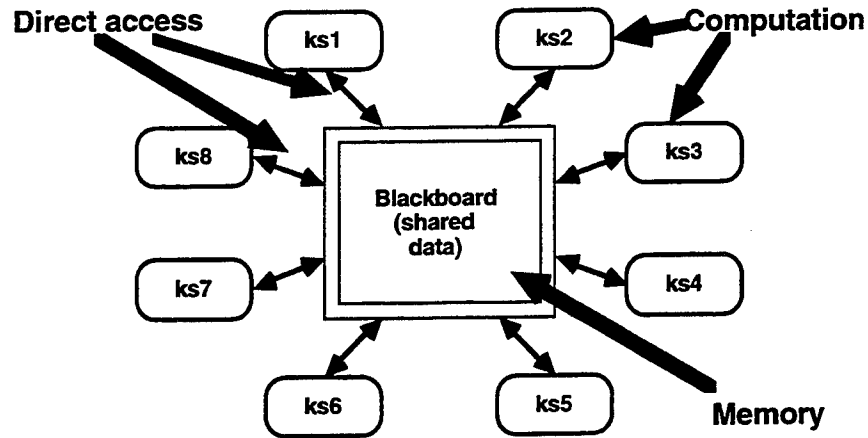 Direct access
ks1
ks2
Computation
ks8
ks3
Blackboard
(shared
data)
ks7
ks4
ks6
ks5
Memory